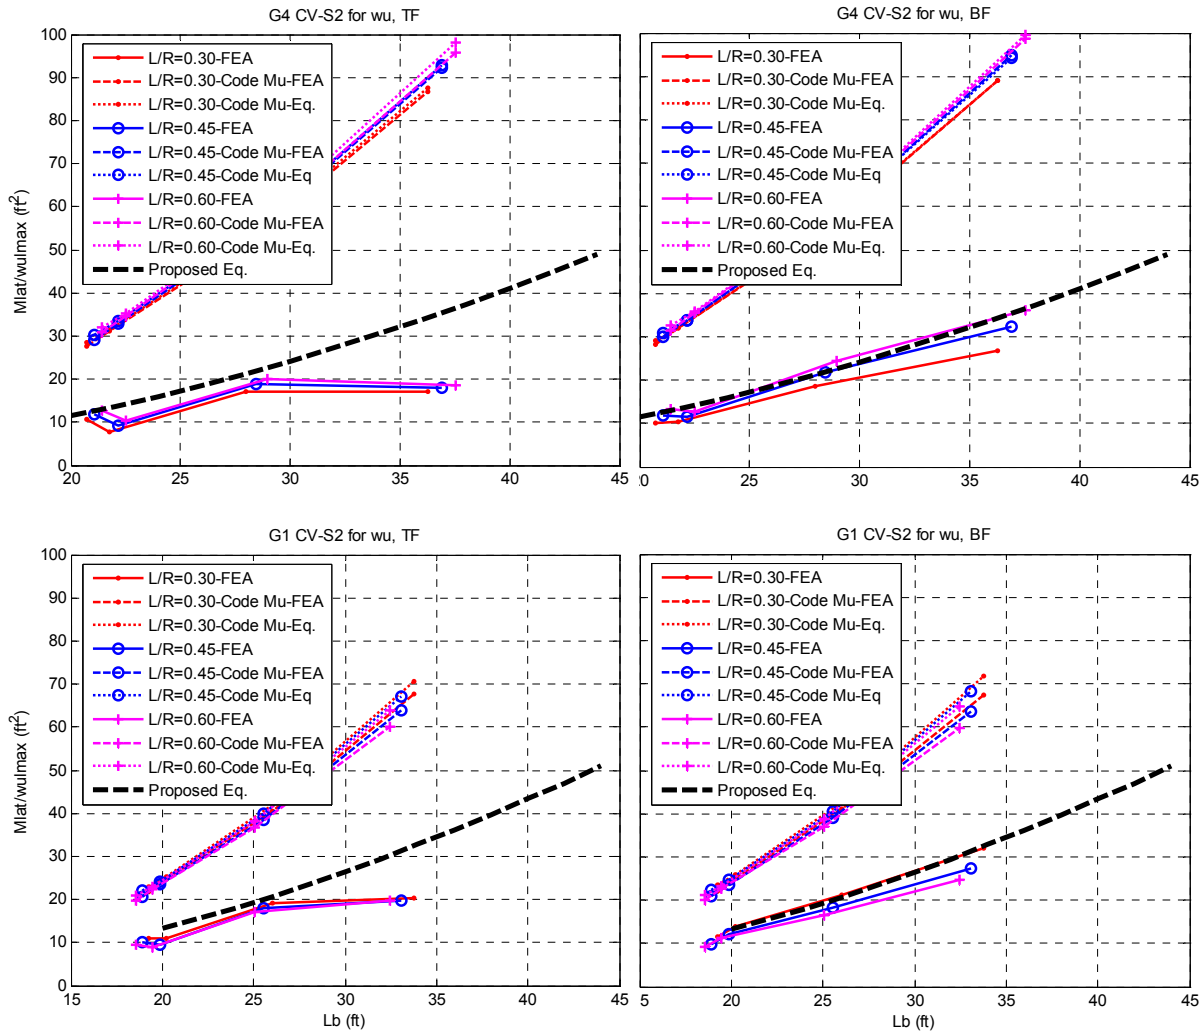 G4 CV-S2 for wu, TF
100
90
80
70
60
50
40
30
20
10
0
Mlat/wulmax (ft²)
L/R=0.30-FEA
L/R=0.30-Code Mu-FEA
L/R=0.30-Code Mu-Eq.
L/R=0.45-FEA
L/R=0.45-Code Mu-FEA
L/R=0.45-Code Mu-Eq
L/R=0.60-FEA
L/R=0.60-Code Mu-FEA
L/R=0.60-Code Mu-Eq.
Proposed Eq.
20 25 30 35 40 45
G4 CV-S2 for wu, BF
L/R=0.30-FEA
L/R=0.30-Code Mu-FEA
L/R=0.30-Code Mu-Eq.
L/R=0.45-FEA
L/R=0.45-Code Mu-FEA
L/R=0.45-Code Mu-Eq.
L/R=0.60-FEA
L/R=0.60-Code Mu-FEA
L/R=0.60-Code Mu-Eq.
Proposed Eq.
0 25 30 35 40 45
G1 CV-S2 for wu, TF
100
90
80
70
60
50
40
30
20
10
0
Mlat/wulmax (ft²)
L/R=0.30-FEA
L/R=0.30-Code Mu-FEA
L/R=0.30-Code Mu-Eq.
L/R=0.45-FEA
L/R=0.45-Code Mu-FEA
L/R=0.45-Code Mu-Eq
L/R=0.60-FEA
L/R=0.60-Code Mu-FEA
L/R=0.60-Code Mu-Eq.
Proposed Eq.
15 20 25 30 35 40 45
Lb (ft)
G1 CV-S2 for wu, BF
L/R=0.30-FEA
L/R=0.30-Code Mu-FEA
L/R=0.30-Code Mu-Eq.
L/R=0.45-FEA
L/R=0.45-Code Mu-FEA
L/R=0.45-Code Mu-Eq
L/R=0.60-FEA
L/R=0.60-Code Mu-FEA
L/R=0.60-Code Mu-Eq.
Proposed Eq.
5 20 25 30 35 40 45
Lb (ft)